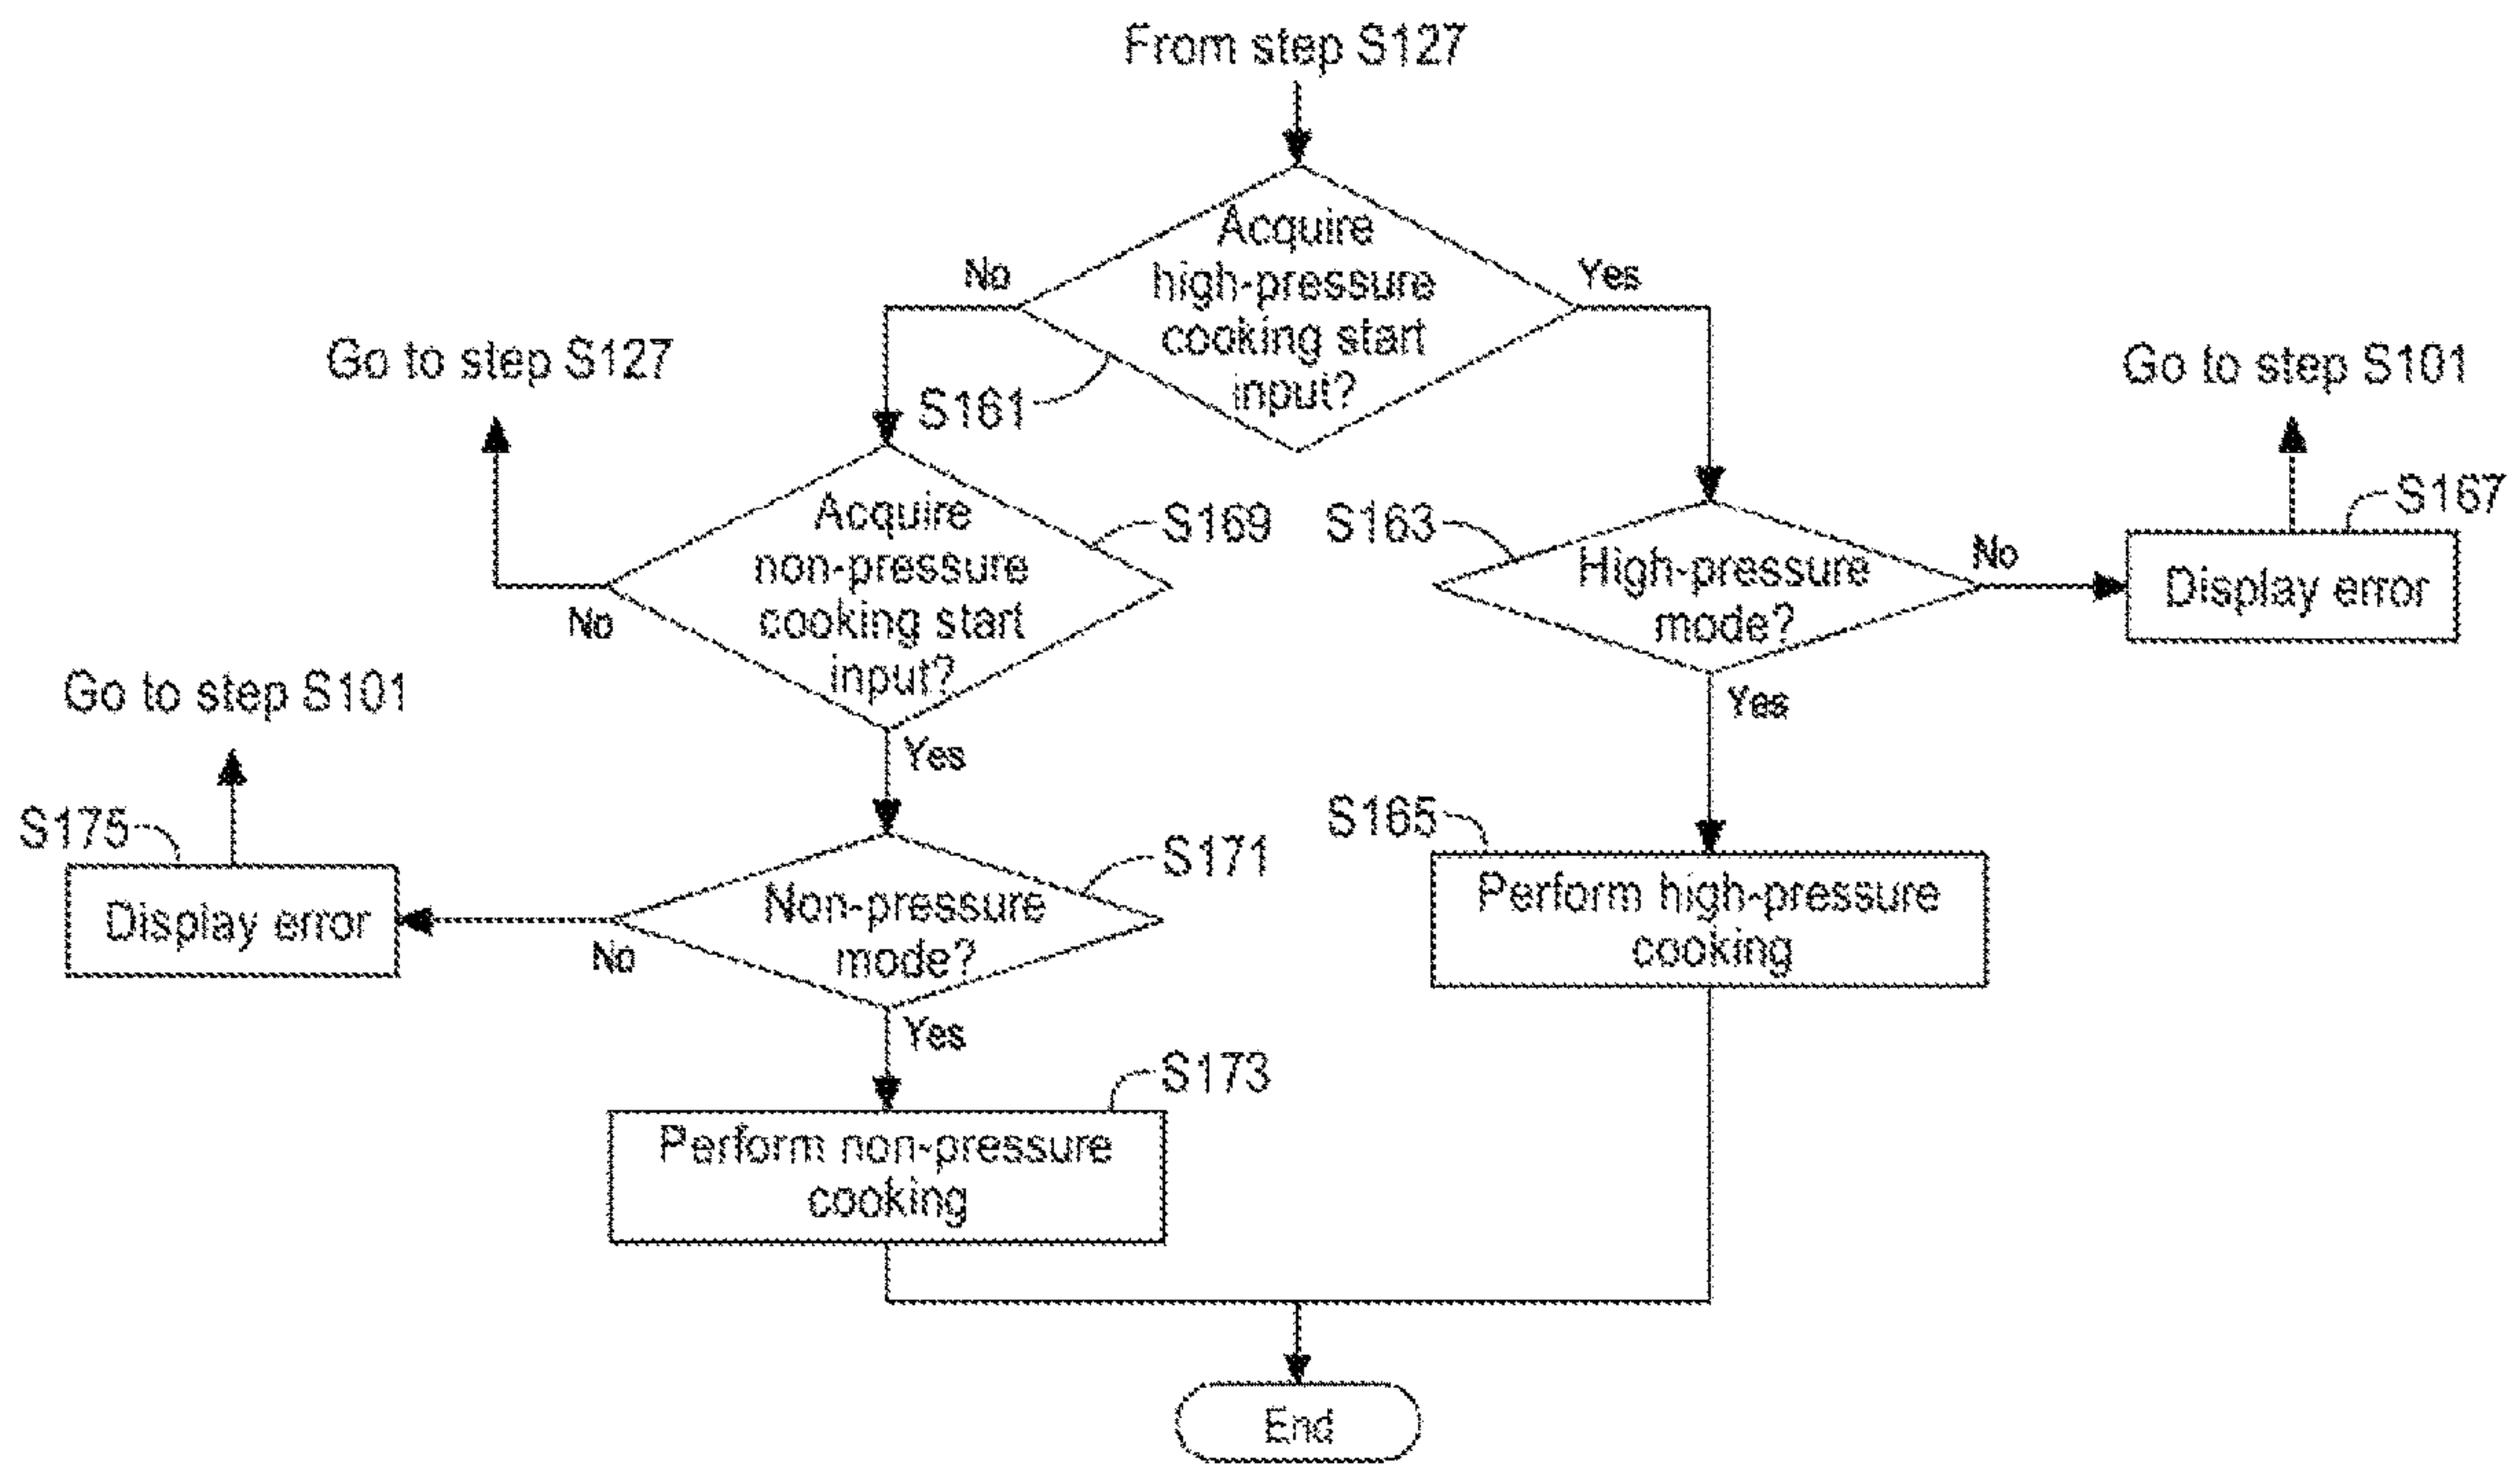 From step S127
Acquire
high-pressure
cooking start
input?
No
Yes
S161
Go to step S127
Go to step S101
Acquire
non-pressure
cooking start
input?
S169
No
Yes
S163
High-pressure
mode?
No
Yes
S167
Display error
Go to step S101
S175
Display error
S171
Non-pressure
mode?
No
Yes
S165
Perform high-pressure
cooking
S173
Perform non-pressure
cooking
End